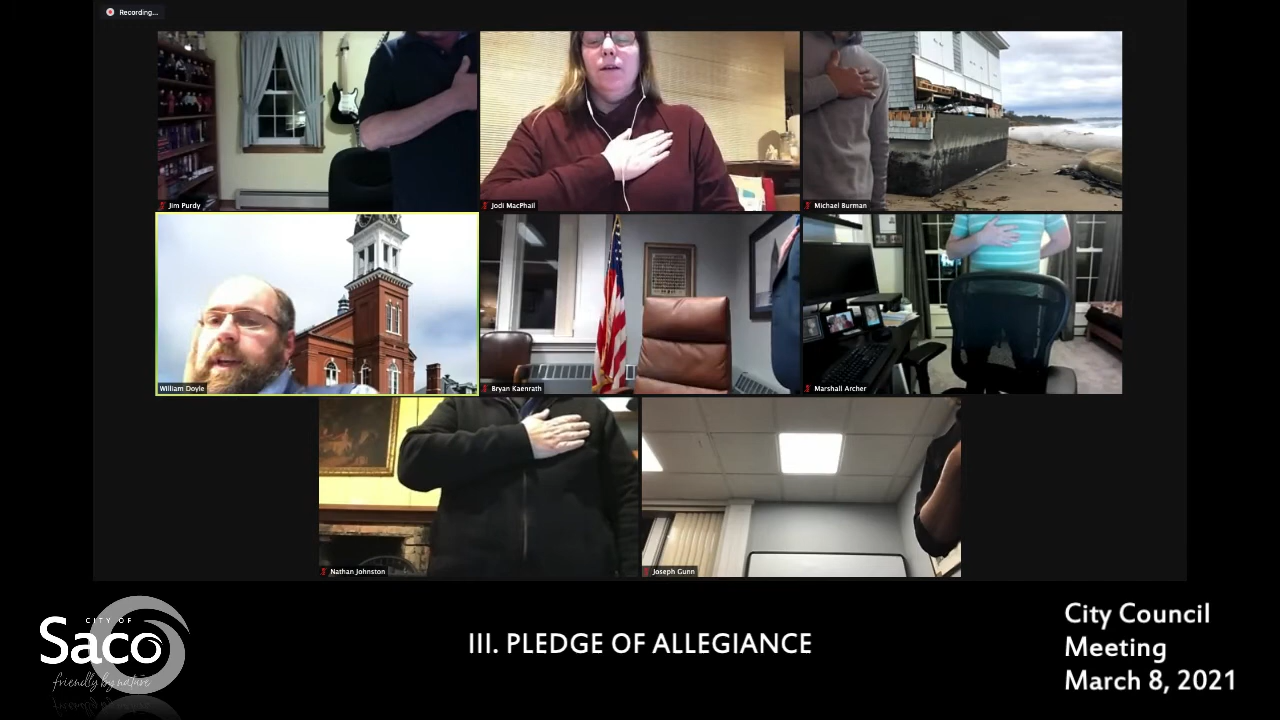 Recording...
Jim Purdy
Jodi MacPhail
Michael Burman
William Doyle
Bryan Kaenrath
Marshall Archer
Nathan Johnston
Joseph Gunn
CITY OF
Saco
friendly by nature
III. PLEDGE OF ALLEGIANCE
City Council
Meeting
March 8, 2021